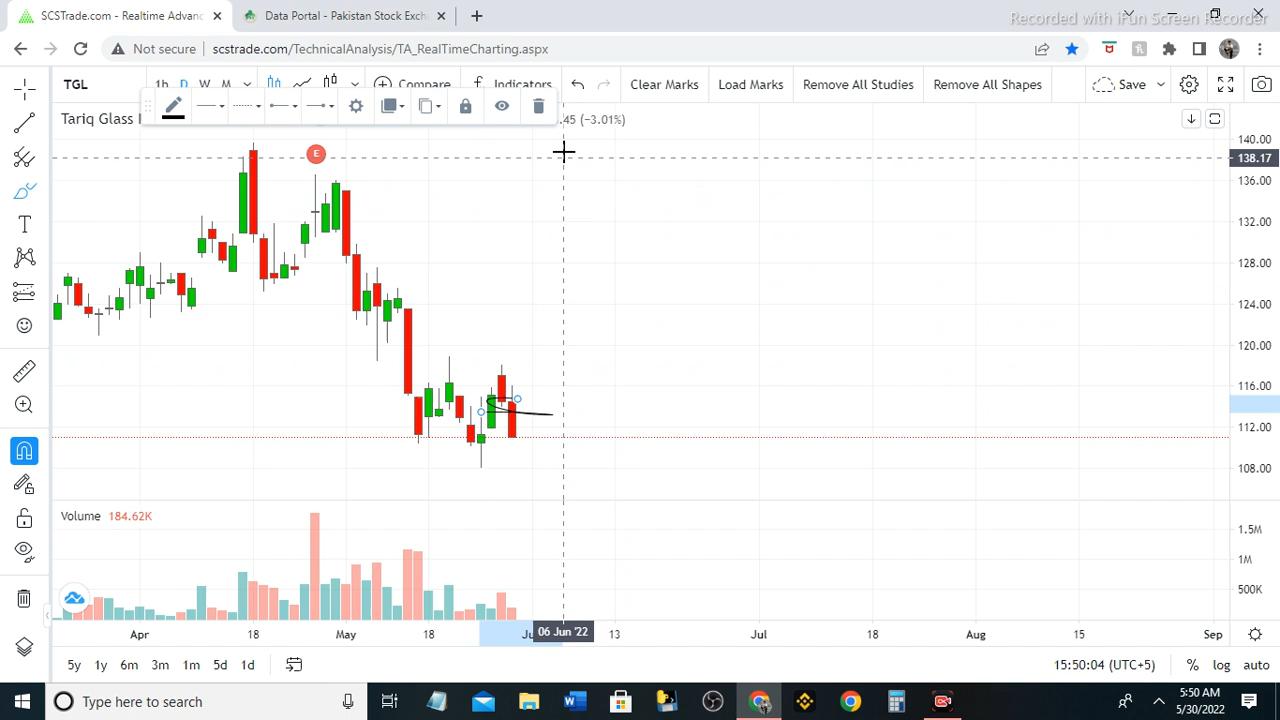 SCSTrade.com - Realtime Advanc
Data Portal - Pakistan Stock Exch
Recorded with iFun Screen Recorder
Not secure
scstrade.com/TechnicalAnalysis/TA_RealTimeCharting.aspx
TGL
1h D W M
Compare
Indicators
Clear Marks
Load Marks
Remove All Studies
Remove All Shapes
Save
Tariq Glass
.45 (−3.01%)
E
140.00
138.17
136.00
132.00
128.00
124.00
120.00
116.00
112.00
108.00
Volume 184.62K
1.5M
1M
500K
Apr 18 May 18 Ju 06 Jun '22 13 Jul 18 Aug 15 Sep
5y 1y 6m 3m 1m 5d 1d
15:50:04 (UTC+5) % log auto
Type here to search
5:50 AM
5/30/2022